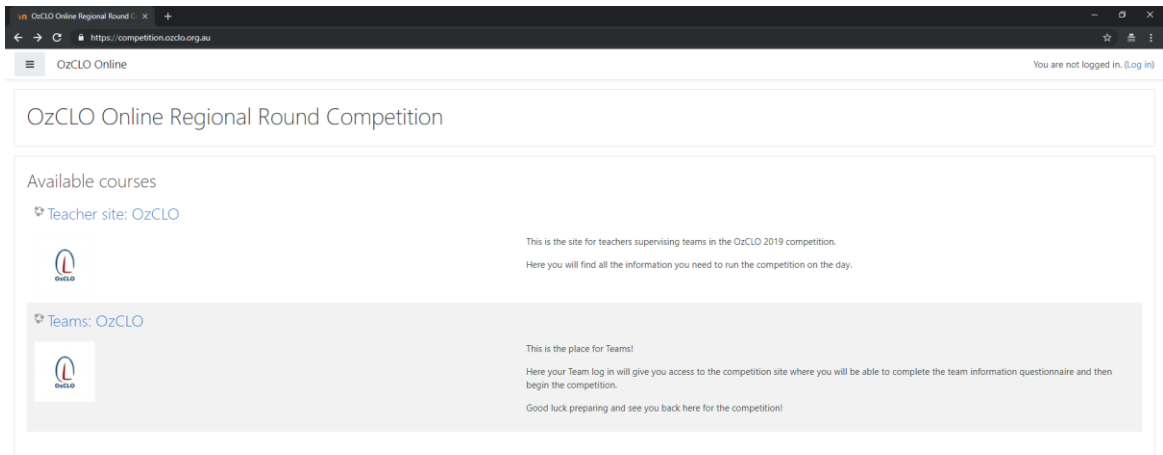 OzCLO Online Regional Round C
https://competition.ozclo.org.au
OzCLO Online
You are not logged in. (Log in)
OzCLO Online Regional Round Competition
Available courses
Teacher site: OzCLO
OzCLO
This is the site for teachers supervising teams in the OzCLO 2019 competition.
Here you will find all the information you need to run the competition on the day.
Teams: OzCLO
OzCLO
This is the place for Teams!
Here your Team log in will give you access to the competition site where you will be able to complete the team information questionnaire and then
begin the competition.
Good luck preparing and see you back here for the competition!